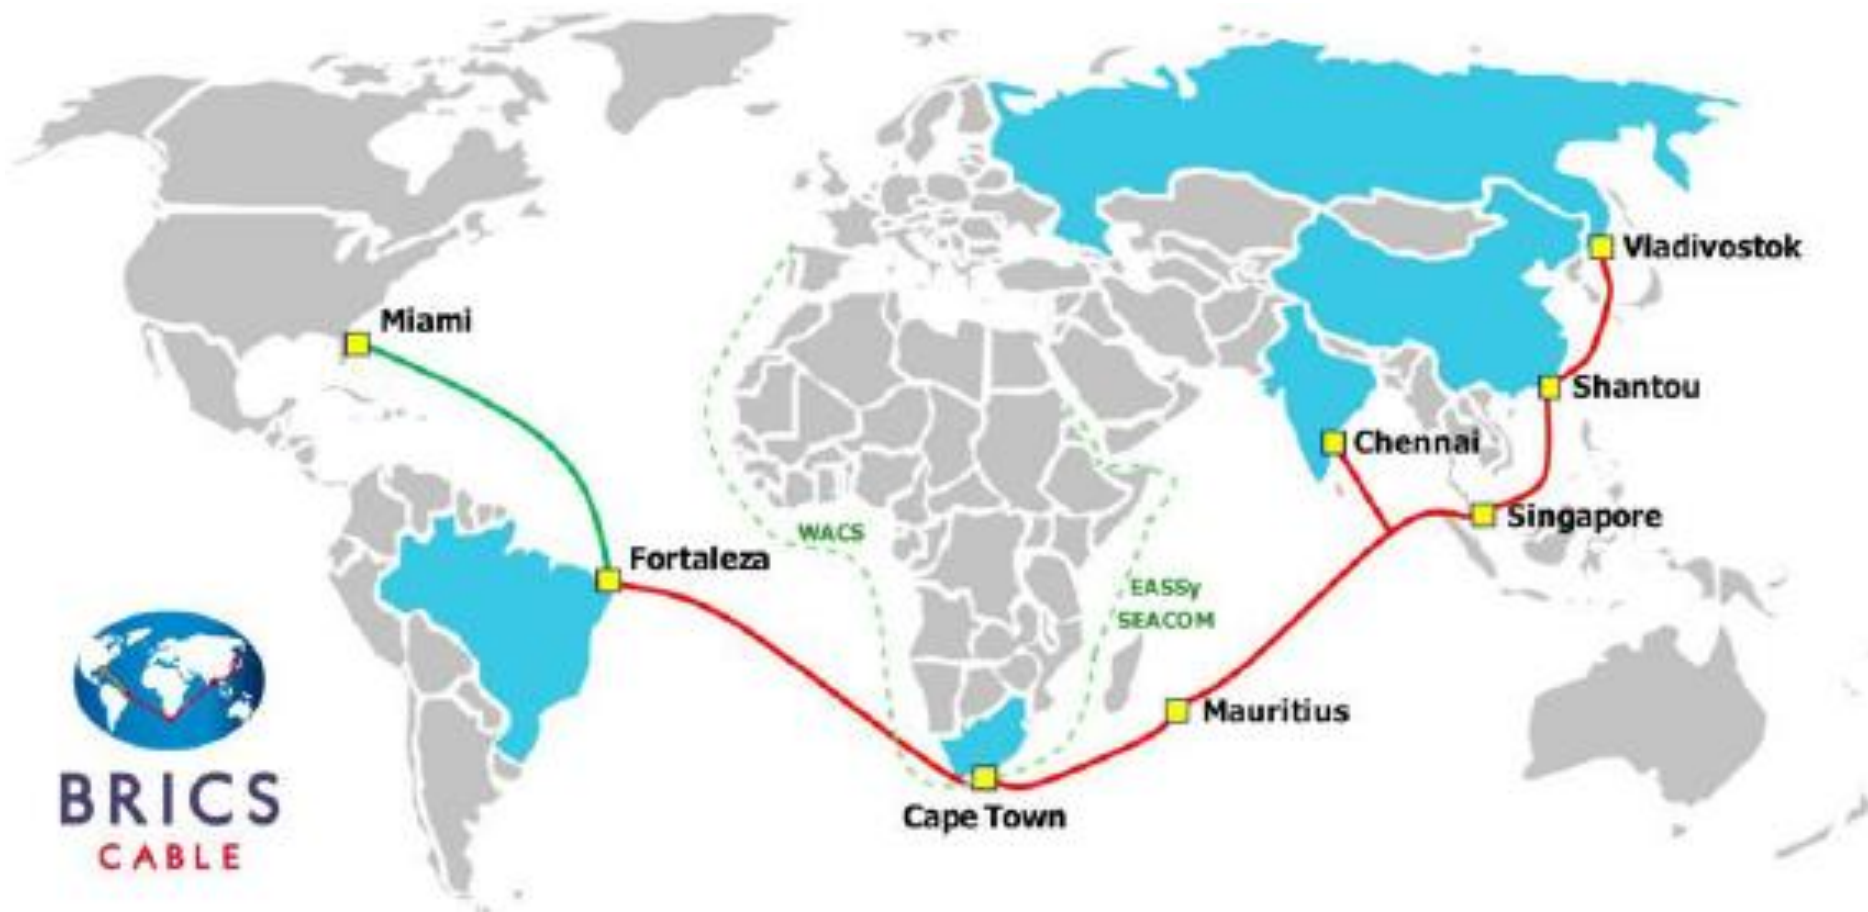 Vladivostok
Miami
Shantou
Chennai
Singapore
WACS
Fortaleza
EASSy
SEACOM
Mauritius
Cape Town
BRICS
CABLE